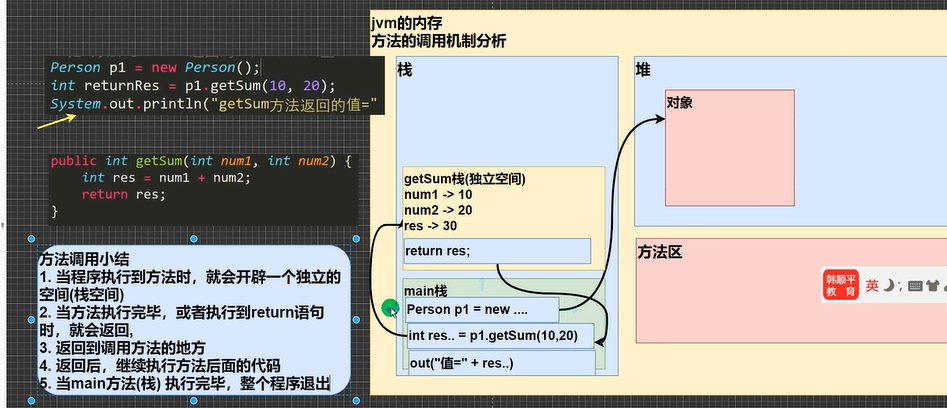 Person p1 = new Person();
int returnRes = p1.getSum(10, 20);
System.out.println("getSum方法返回的值="
public int getSum(int num1, int num2) {
int res = num1 + num2;
return res;
}
方法调用小结
1. 当程序执行到方法时，就会开辟一个独立的
空间(栈空间)
2. 当方法执行完毕，或者执行到return语句
时，就会返回,
3. 返回到调用方法的地方
4. 返回后，继续执行方法后面的代码
5. 当main方法(栈) 执行完毕，整个程序退出
jvm的内存
方法的调用机制分析
栈
getSum栈(独立空间)
num1 -> 10
num2 -> 20
res -> 30
return res;
main栈
Person p1 = new ....
int res.. = p1.getSum(10,20)
out("值=" + res..)
堆
对象
方法区
韩顺平
教 育
英